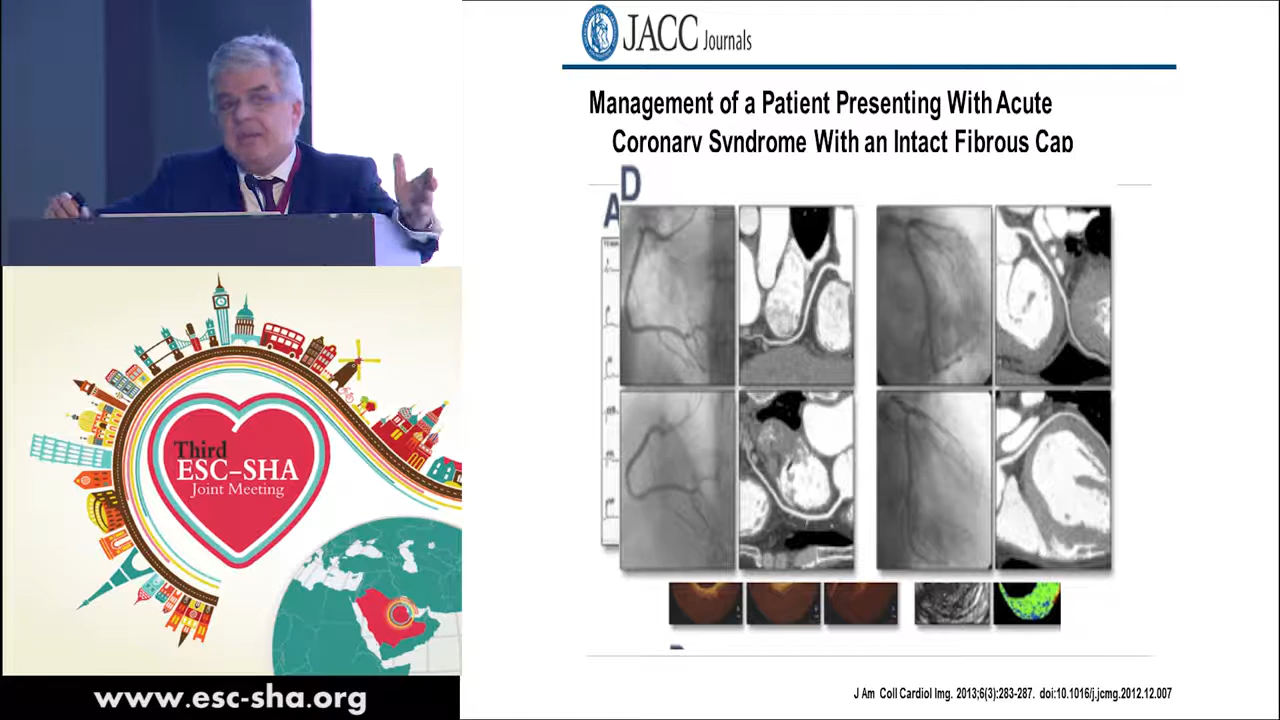 JACC Journals
Management of a Patient Presenting With Acute
Coronary Syndrome With an Intact Fibrous Cap
D
A
Third
ESC-SHA
Joint Meeting
www.esc-sha.org
J Am Coll Cardiol Img. 2013;6(3):283-287. doi:10.1016/j.jcmg.2012.12.007